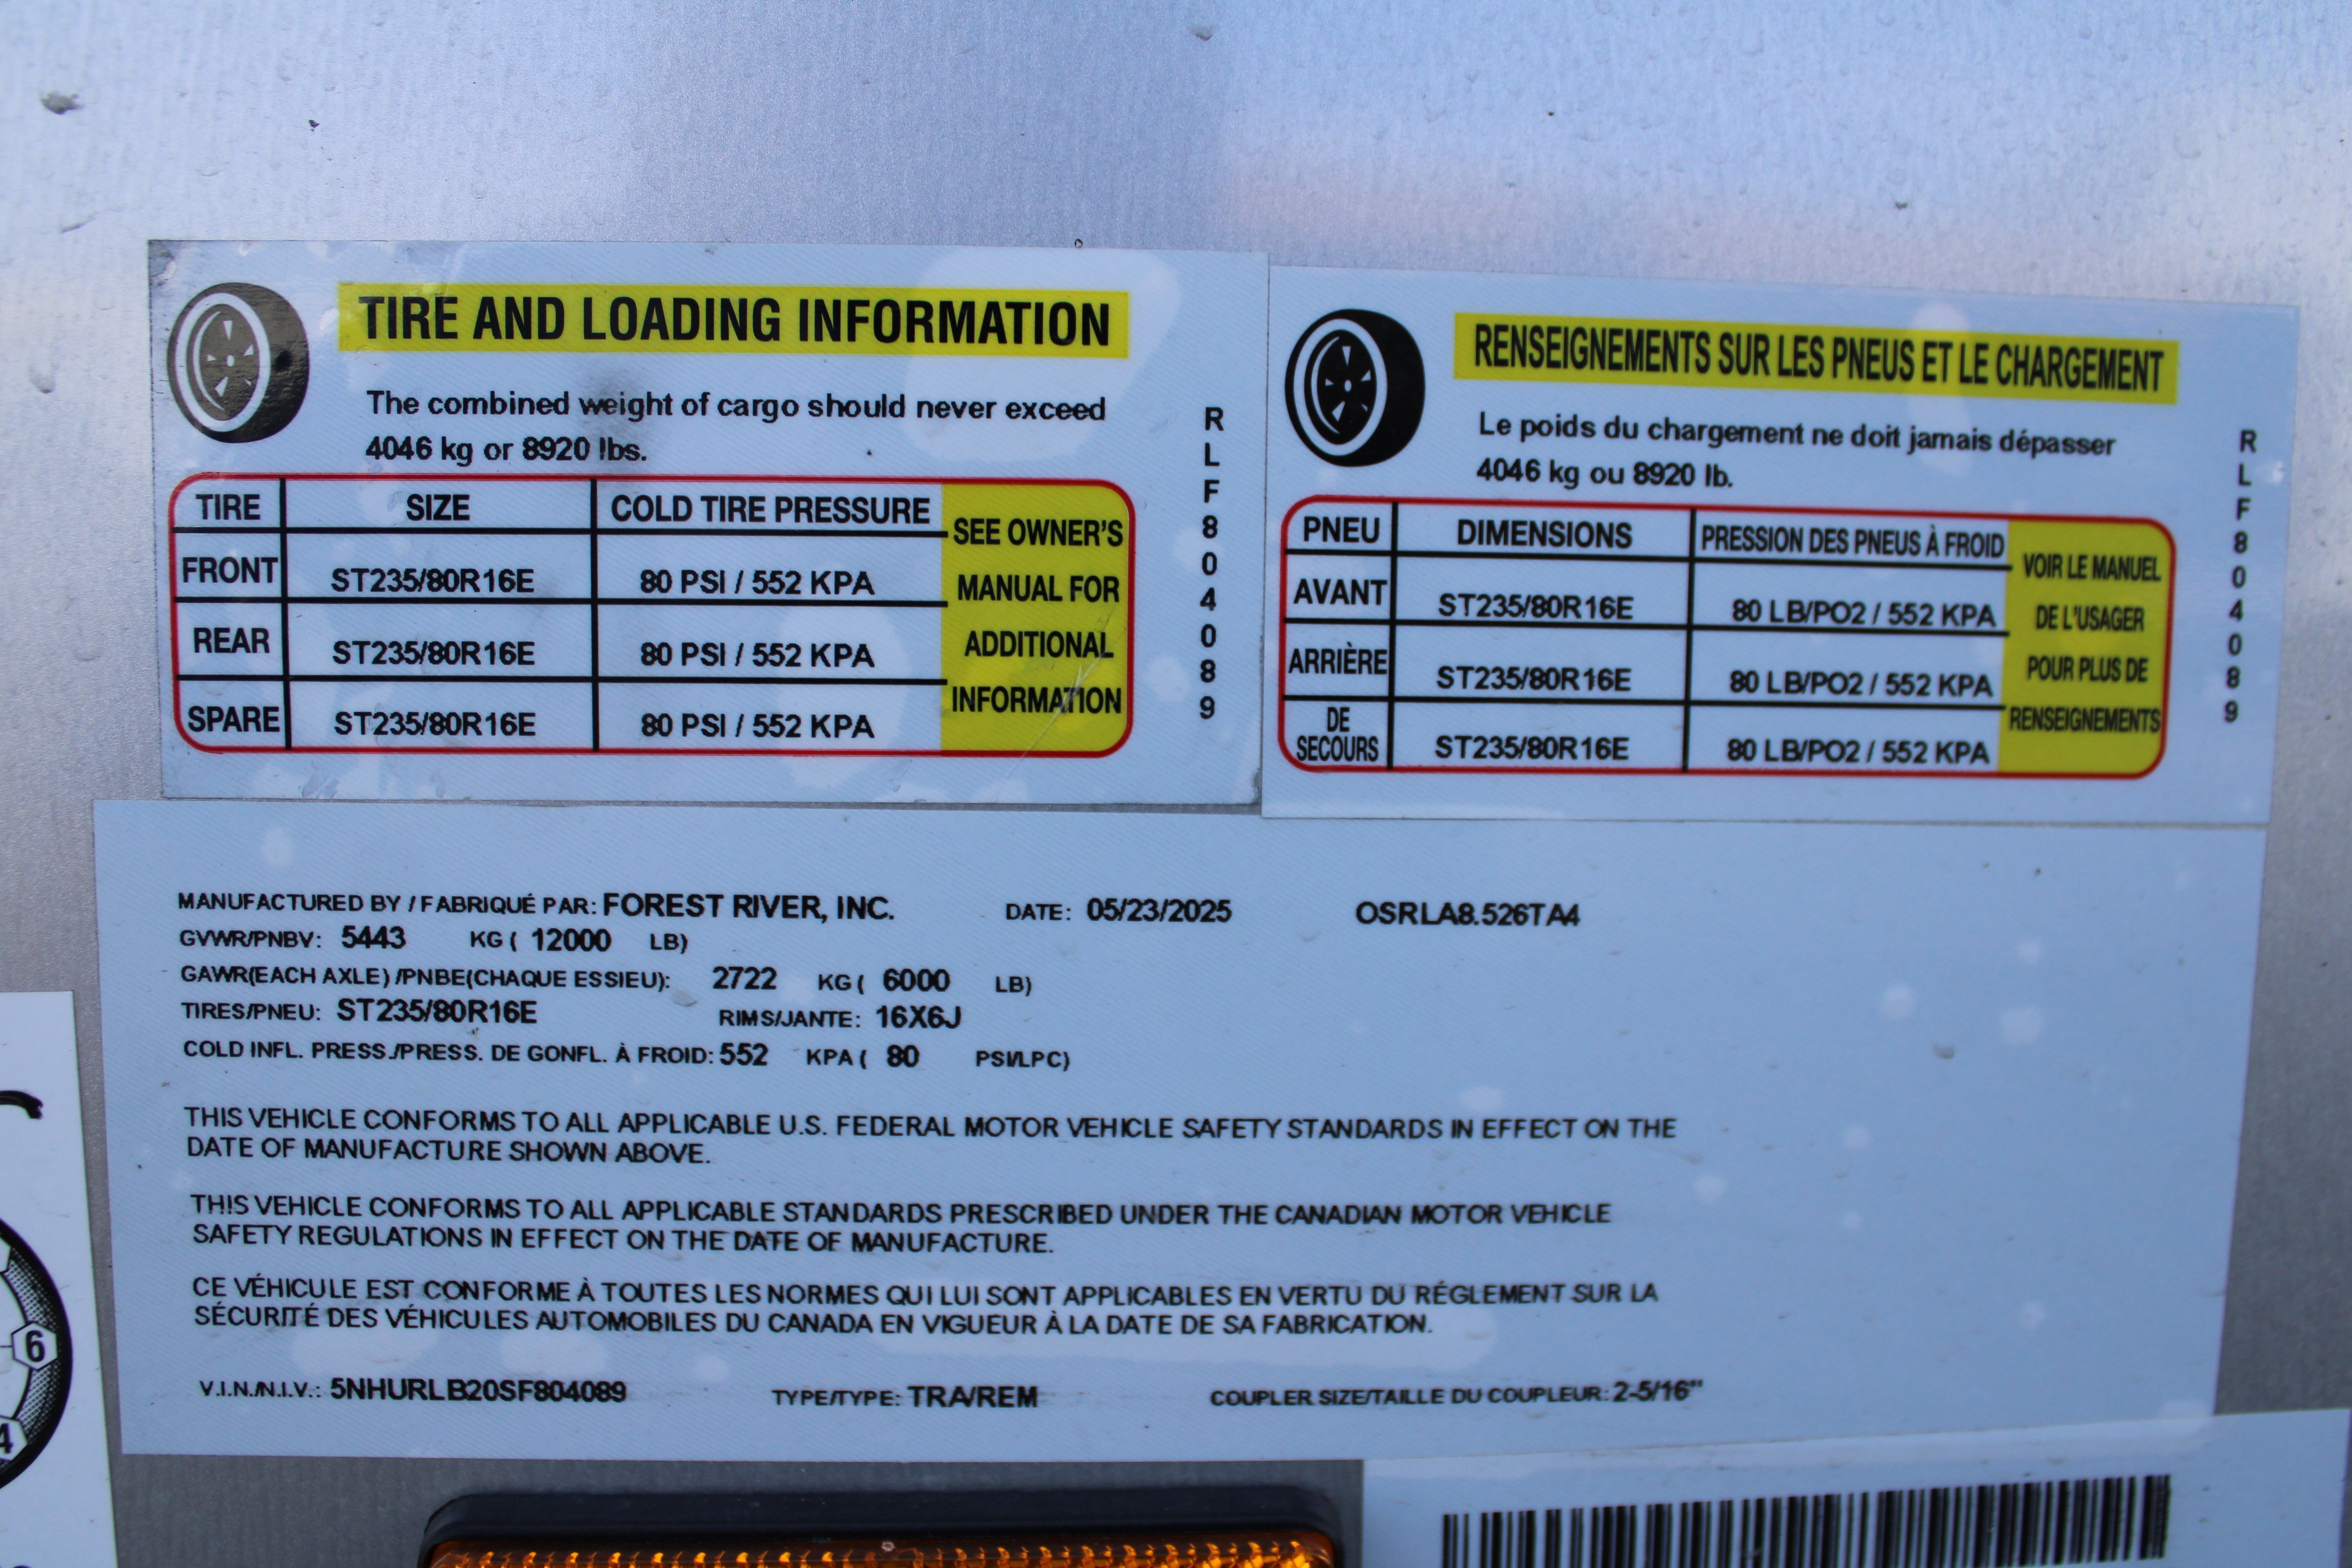 TIRE AND LOADING INFORMATION
The combined weight of cargo should never exceed
4046 kg or 8920 lbs.
TIRE SIZE COLD TIRE PRESSURE
FRONT ST235/80R16E 80 PSI / 552 KPA
REAR ST235/80R16E 80 PSI / 552 KPA
SPARE ST235/80R16E 80 PSI / 552 KPA
SEE OWNER'S
MANUAL FOR
ADDITIONAL
INFORMATION
RLF804089
RENSEIGNEMENTS SUR LES PNEUS ET LE CHARGEMENT
Le poids du chargement ne doit jamais dépasser
4046 kg ou 8920 lb.
PNEU DIMENSIONS PRESSION DES PNEUS À FROID
AVANT ST235/80R16E 80 LB/PO2 / 552 KPA
ARRIÈRE ST235/80R16E 80 LB/PO2 / 552 KPA
DE
SECOURS ST235/80R16E 80 LB/PO2 / 552 KPA
VOIR LE MANUEL
DE L'USAGER
POUR PLUS DE
RENSEIGNEMENTS
RLF804089
MANUFACTURED BY / FABRIQUÉ PAR: FOREST RIVER, INC. DATE: 05/23/2025 OSRLA8.526TA4
GVWR/PNBV: 5443 KG ( 12000 LB)
GAWR(EACH AXLE) /PNBE(CHAQUE ESSIEU): 2722 KG ( 6000 LB)
TIRES/PNEU: ST235/80R16E RIMS/JANTE: 16X6J
COLD INFL. PRESS./PRESS. DE GONFL. À FROID: 552 KPA ( 80 PSI/LPC)
THIS VEHICLE CONFORMS TO ALL APPLICABLE U.S. FEDERAL MOTOR VEHICLE SAFETY STANDARDS IN EFFECT ON THE
DATE OF MANUFACTURE SHOWN ABOVE.
THIS VEHICLE CONFORMS TO ALL APPLICABLE STANDARDS PRESCRIBED UNDER THE CANADIAN MOTOR VEHICLE
SAFETY REGULATIONS IN EFFECT ON THE DATE OF MANUFACTURE.
CE VÉHICULE EST CONFORME À TOUTES LES NORMES QUI LUI SONT APPLICABLES EN VERTU DU RÉGLEMENT SUR LA
SÉCURITÉ DES VÉHICULES AUTOMOBILES DU CANADA EN VIGUEUR À LA DATE DE SA FABRICATION.
V.I.N./N.I.V.: 5NHURLB20SF804089 TYPE/TYPE: TRA/REM COUPLER SIZE/TAILLE DU COUPLEUR: 2-5/16"
6
4